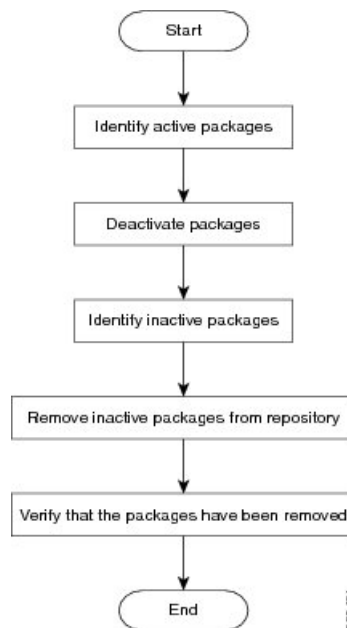 Start
Identify active packages
Deactivate packages
Identify inactive packages
Remove inactive packages from repository
Verify that the packages have been removed
End